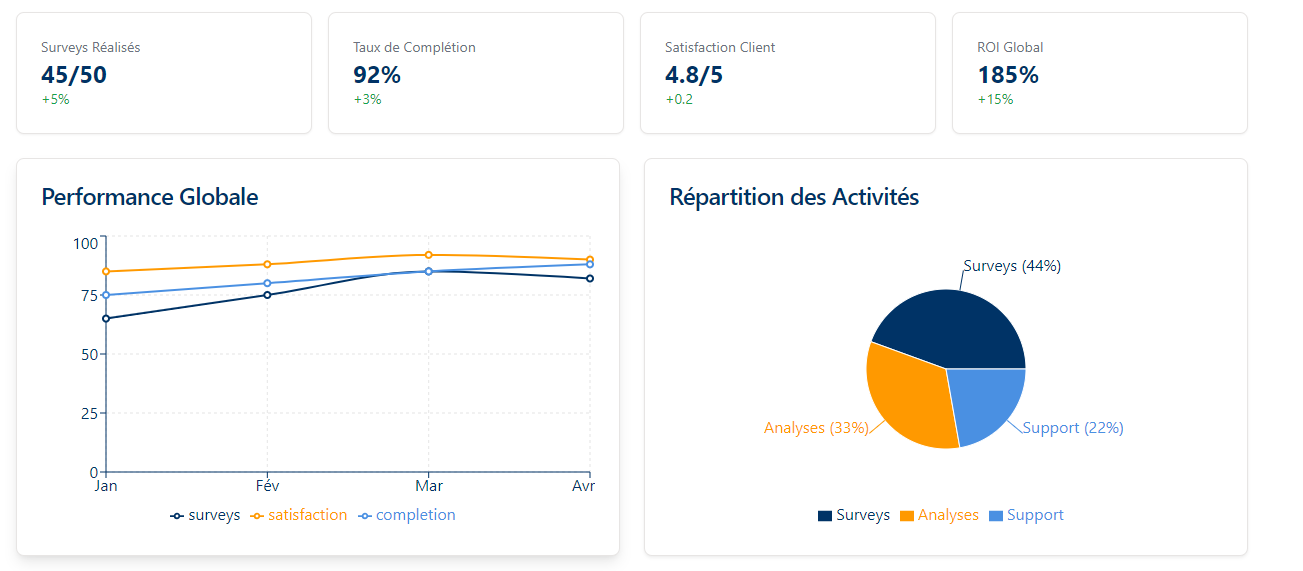 Surveys Réalisés
45/50
+5%
Taux de Complétion
92%
+3%
Satisfaction Client
4.8/5
+0.2
ROI Global
185%
+15%
Performance Globale
100
75
50
25
0
Jan Fév Mar Avr
surveys satisfaction completion
Répartition des Activités
Surveys (44%)
Analyses (33%)
Support (22%)
Surveys Analyses Support